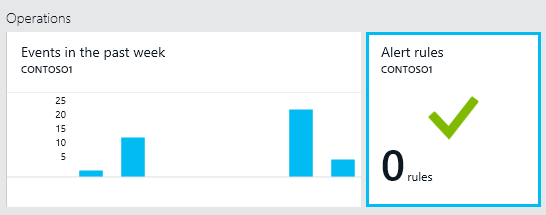 Operations
Events in the past week
CONTOSO1
25
20
15
10
5
Alert rules
CONTOSO1
0 rules